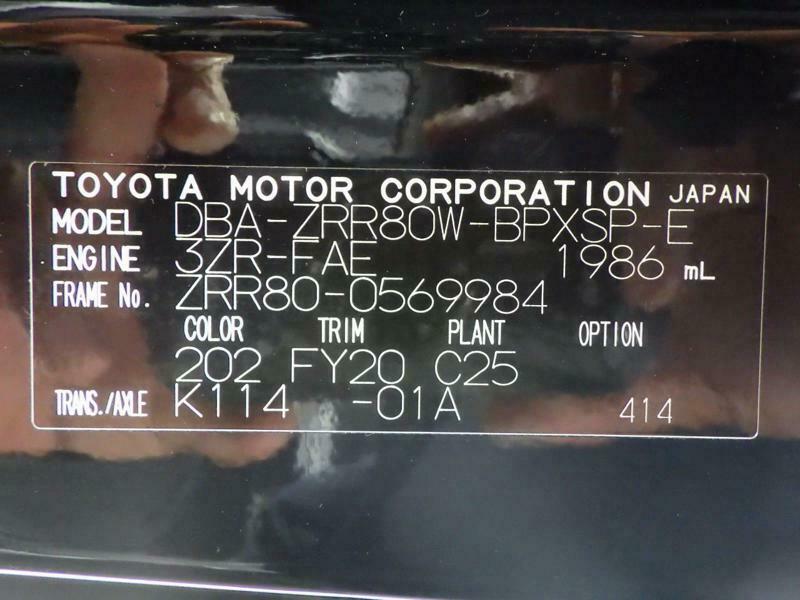 TOYOTA MOTOR CORPORATION JAPAN
MODEL DBA-ZRR80W-BPXSP-E
ENGINE 3ZR-FAE 1986 mL
FRAME No. ZRR80-0569984
COLOR TRIM PLANT OPTION
202 FY20 C25
TRANS./AXLE K114 -01A 414